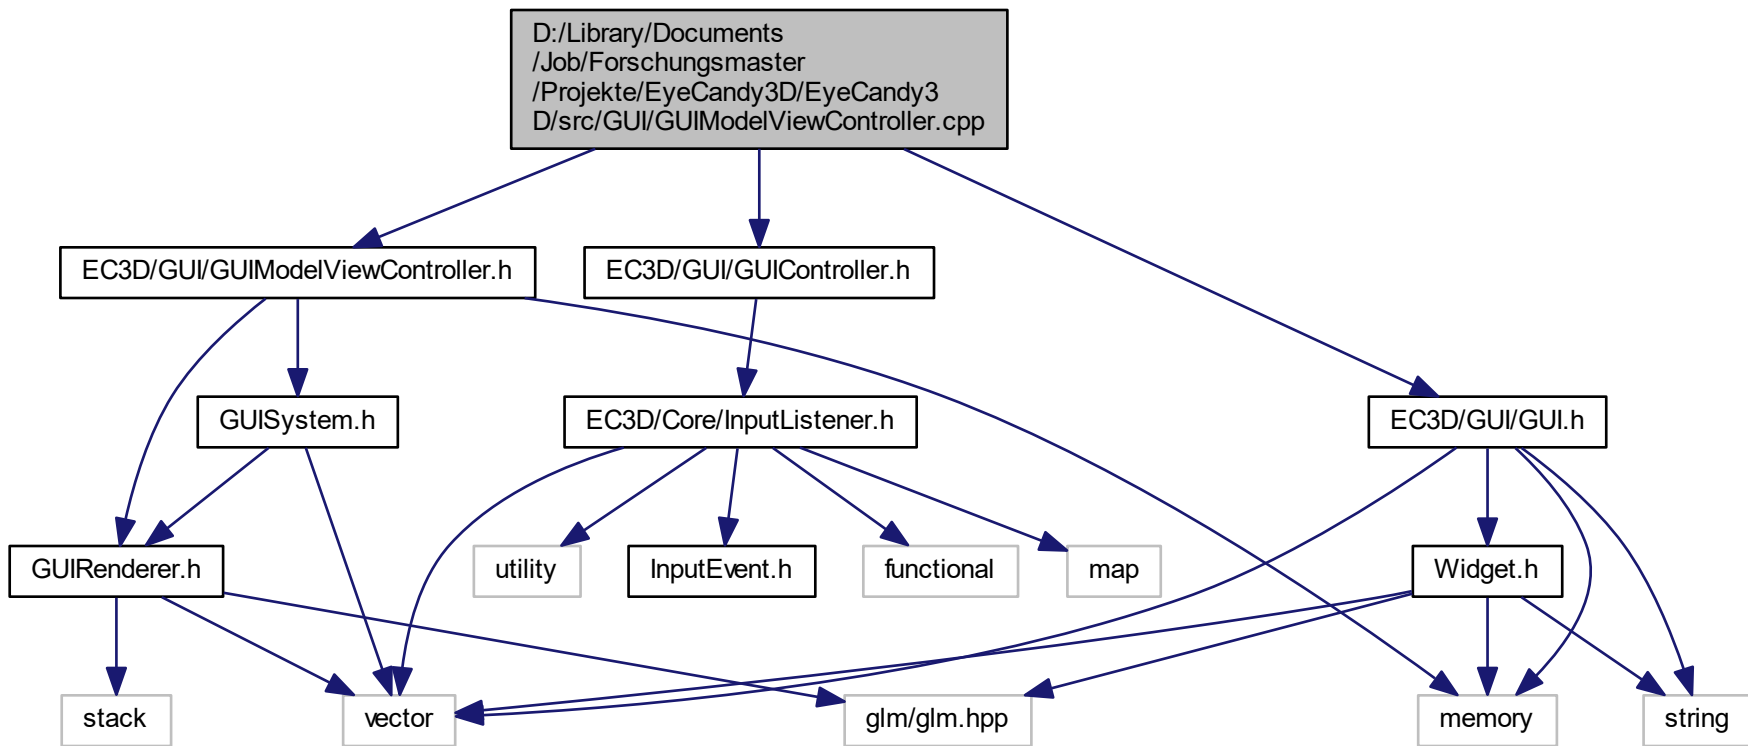 D:/Library/Documents
/Job/Forschungsmaster
/Projekte/EyeCandy3D/EyeCandy3
D/src/GUI/GUIModelViewController.cpp
EC3D/GUI/GUIModelViewController.h
EC3D/GUI/GUIController.h
GUISystem.h
EC3D/Core/InputListener.h
EC3D/GUI/GUI.h
GUIRenderer.h
utility
InputEvent.h
functional
map
Widget.h
stack
vector
glm/glm.hpp
memory
string